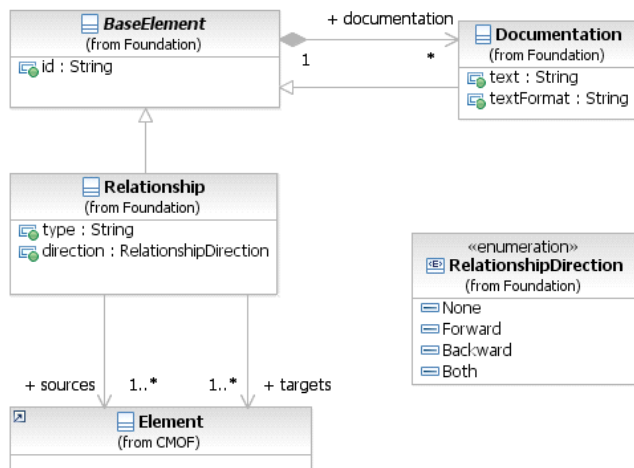 BaseElement
(from Foundation)
id : String
+ documentation
1
*
Documentation
(from Foundation)
text : String
textFormat : String
Relationship
(from Foundation)
type : String
direction : RelationshipDirection
«enumeration»
<E> RelationshipDirection
(from Foundation)
None
Forward
Backward
Both
+ sources 1..* 1..* + targets
Element
(from CMOF)